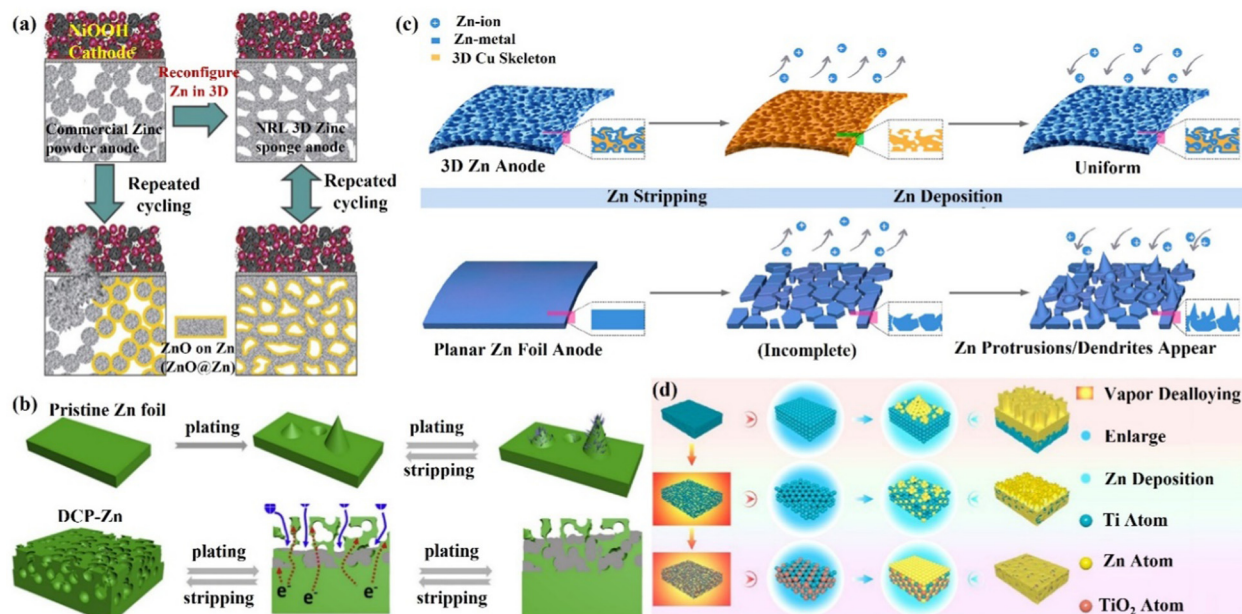 (a)
NiOOH
Cathode
Reconfigure
Zn in 3D
Commercial Zinc
powder anode
NRL 3D Zinc
sponge anode
Repeated
cycling
Repeated
cycling
ZnO on Zn
(ZnO@Zn)
(b)
Pristine Zn foil
plating
plating
stripping
DCP-Zn
plating
stripping
plating
stripping
e⁻
e⁻
e⁻
e⁻
(c)
Zn-ion
Zn-metal
3D Cu Skeleton
3D Zn Anode
Uniform
Zn Stripping
Zn Deposition
Planar Zn Foil Anode
(Incomplete)
Zn Protrusions/Dendrites Appear
(d)
Vapor Dealloying
Enlarge
Zn Deposition
Ti Atom
Zn Atom
TiO₂ Atom